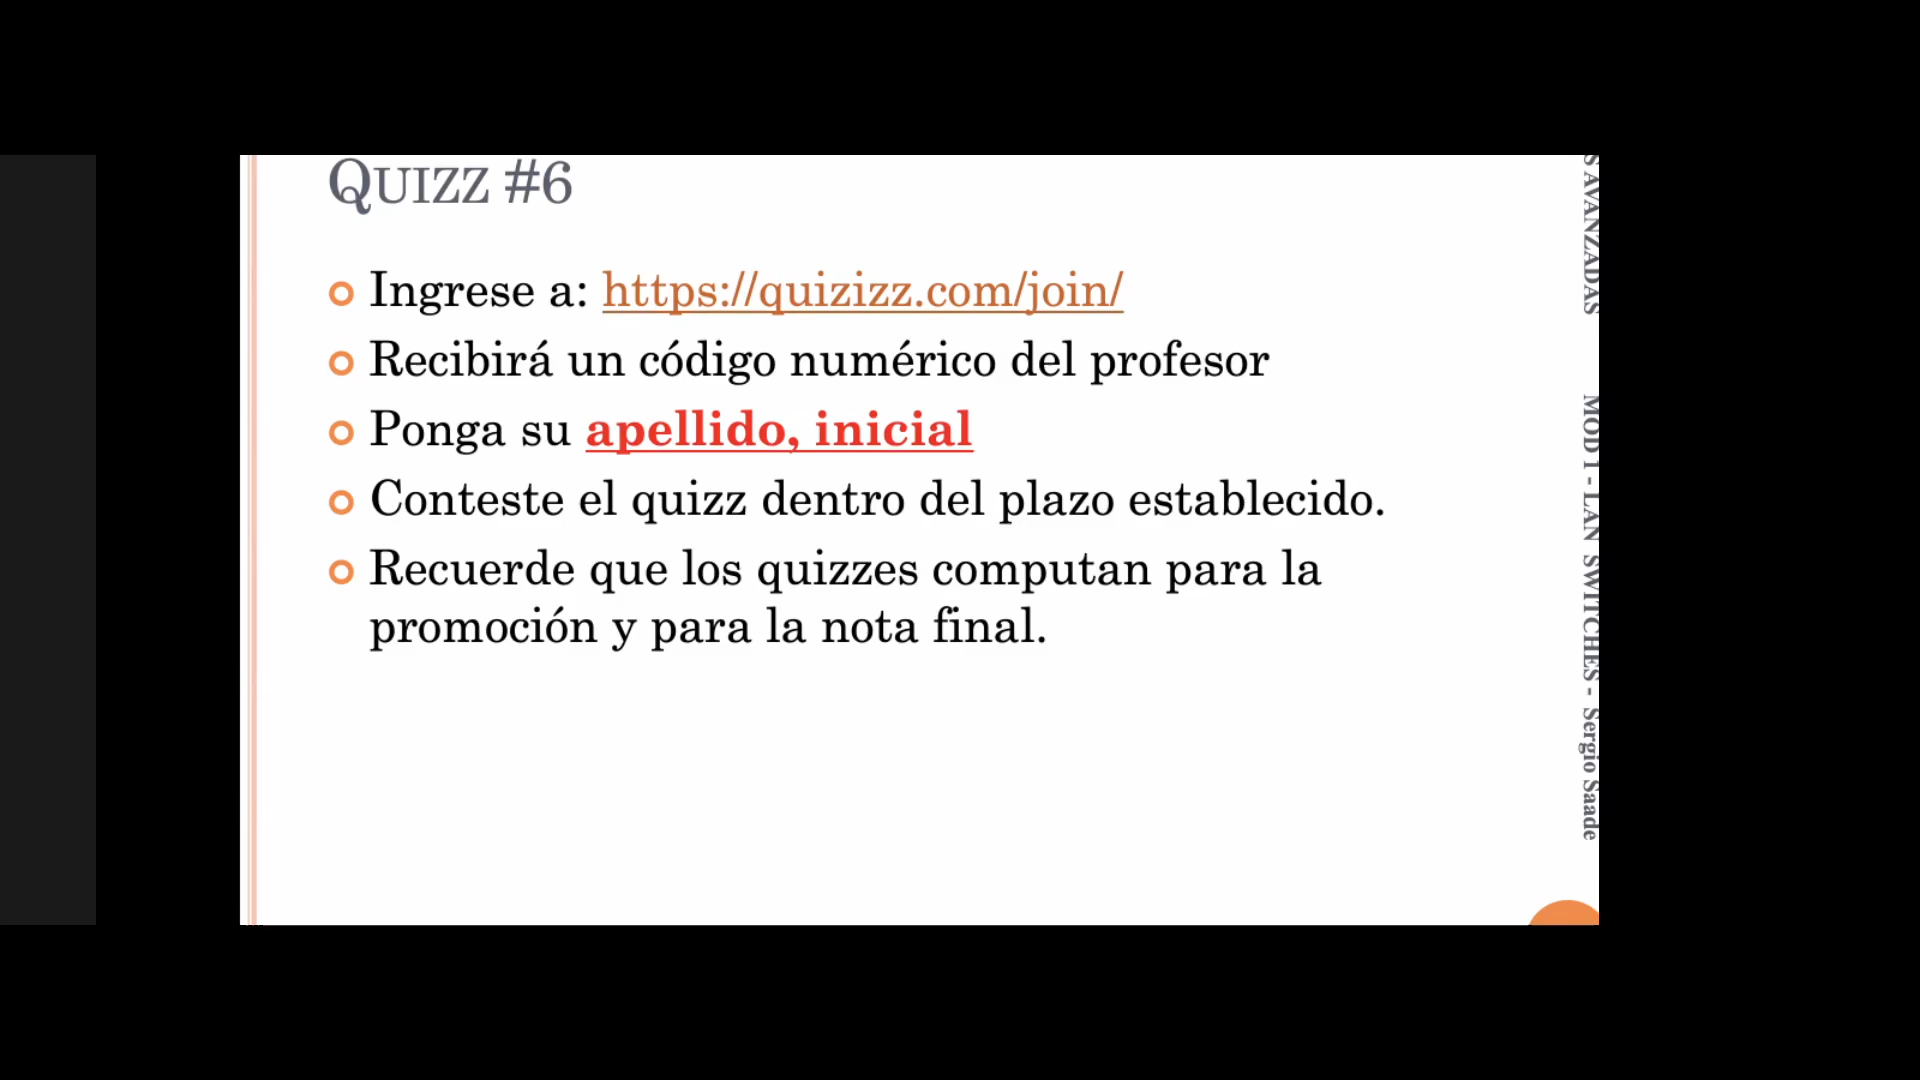 QUIZZ #6
Ingrese a: https://quizizz.com/join/
Recibirá un código numérico del profesor
Ponga su apellido, inicial
Conteste el quizz dentro del plazo establecido.
Recuerde que los quizzes computan para la
promoción y para la nota final.
S AVANZADAS MOD 1 - LAN SWITCHES - Sergio Saade